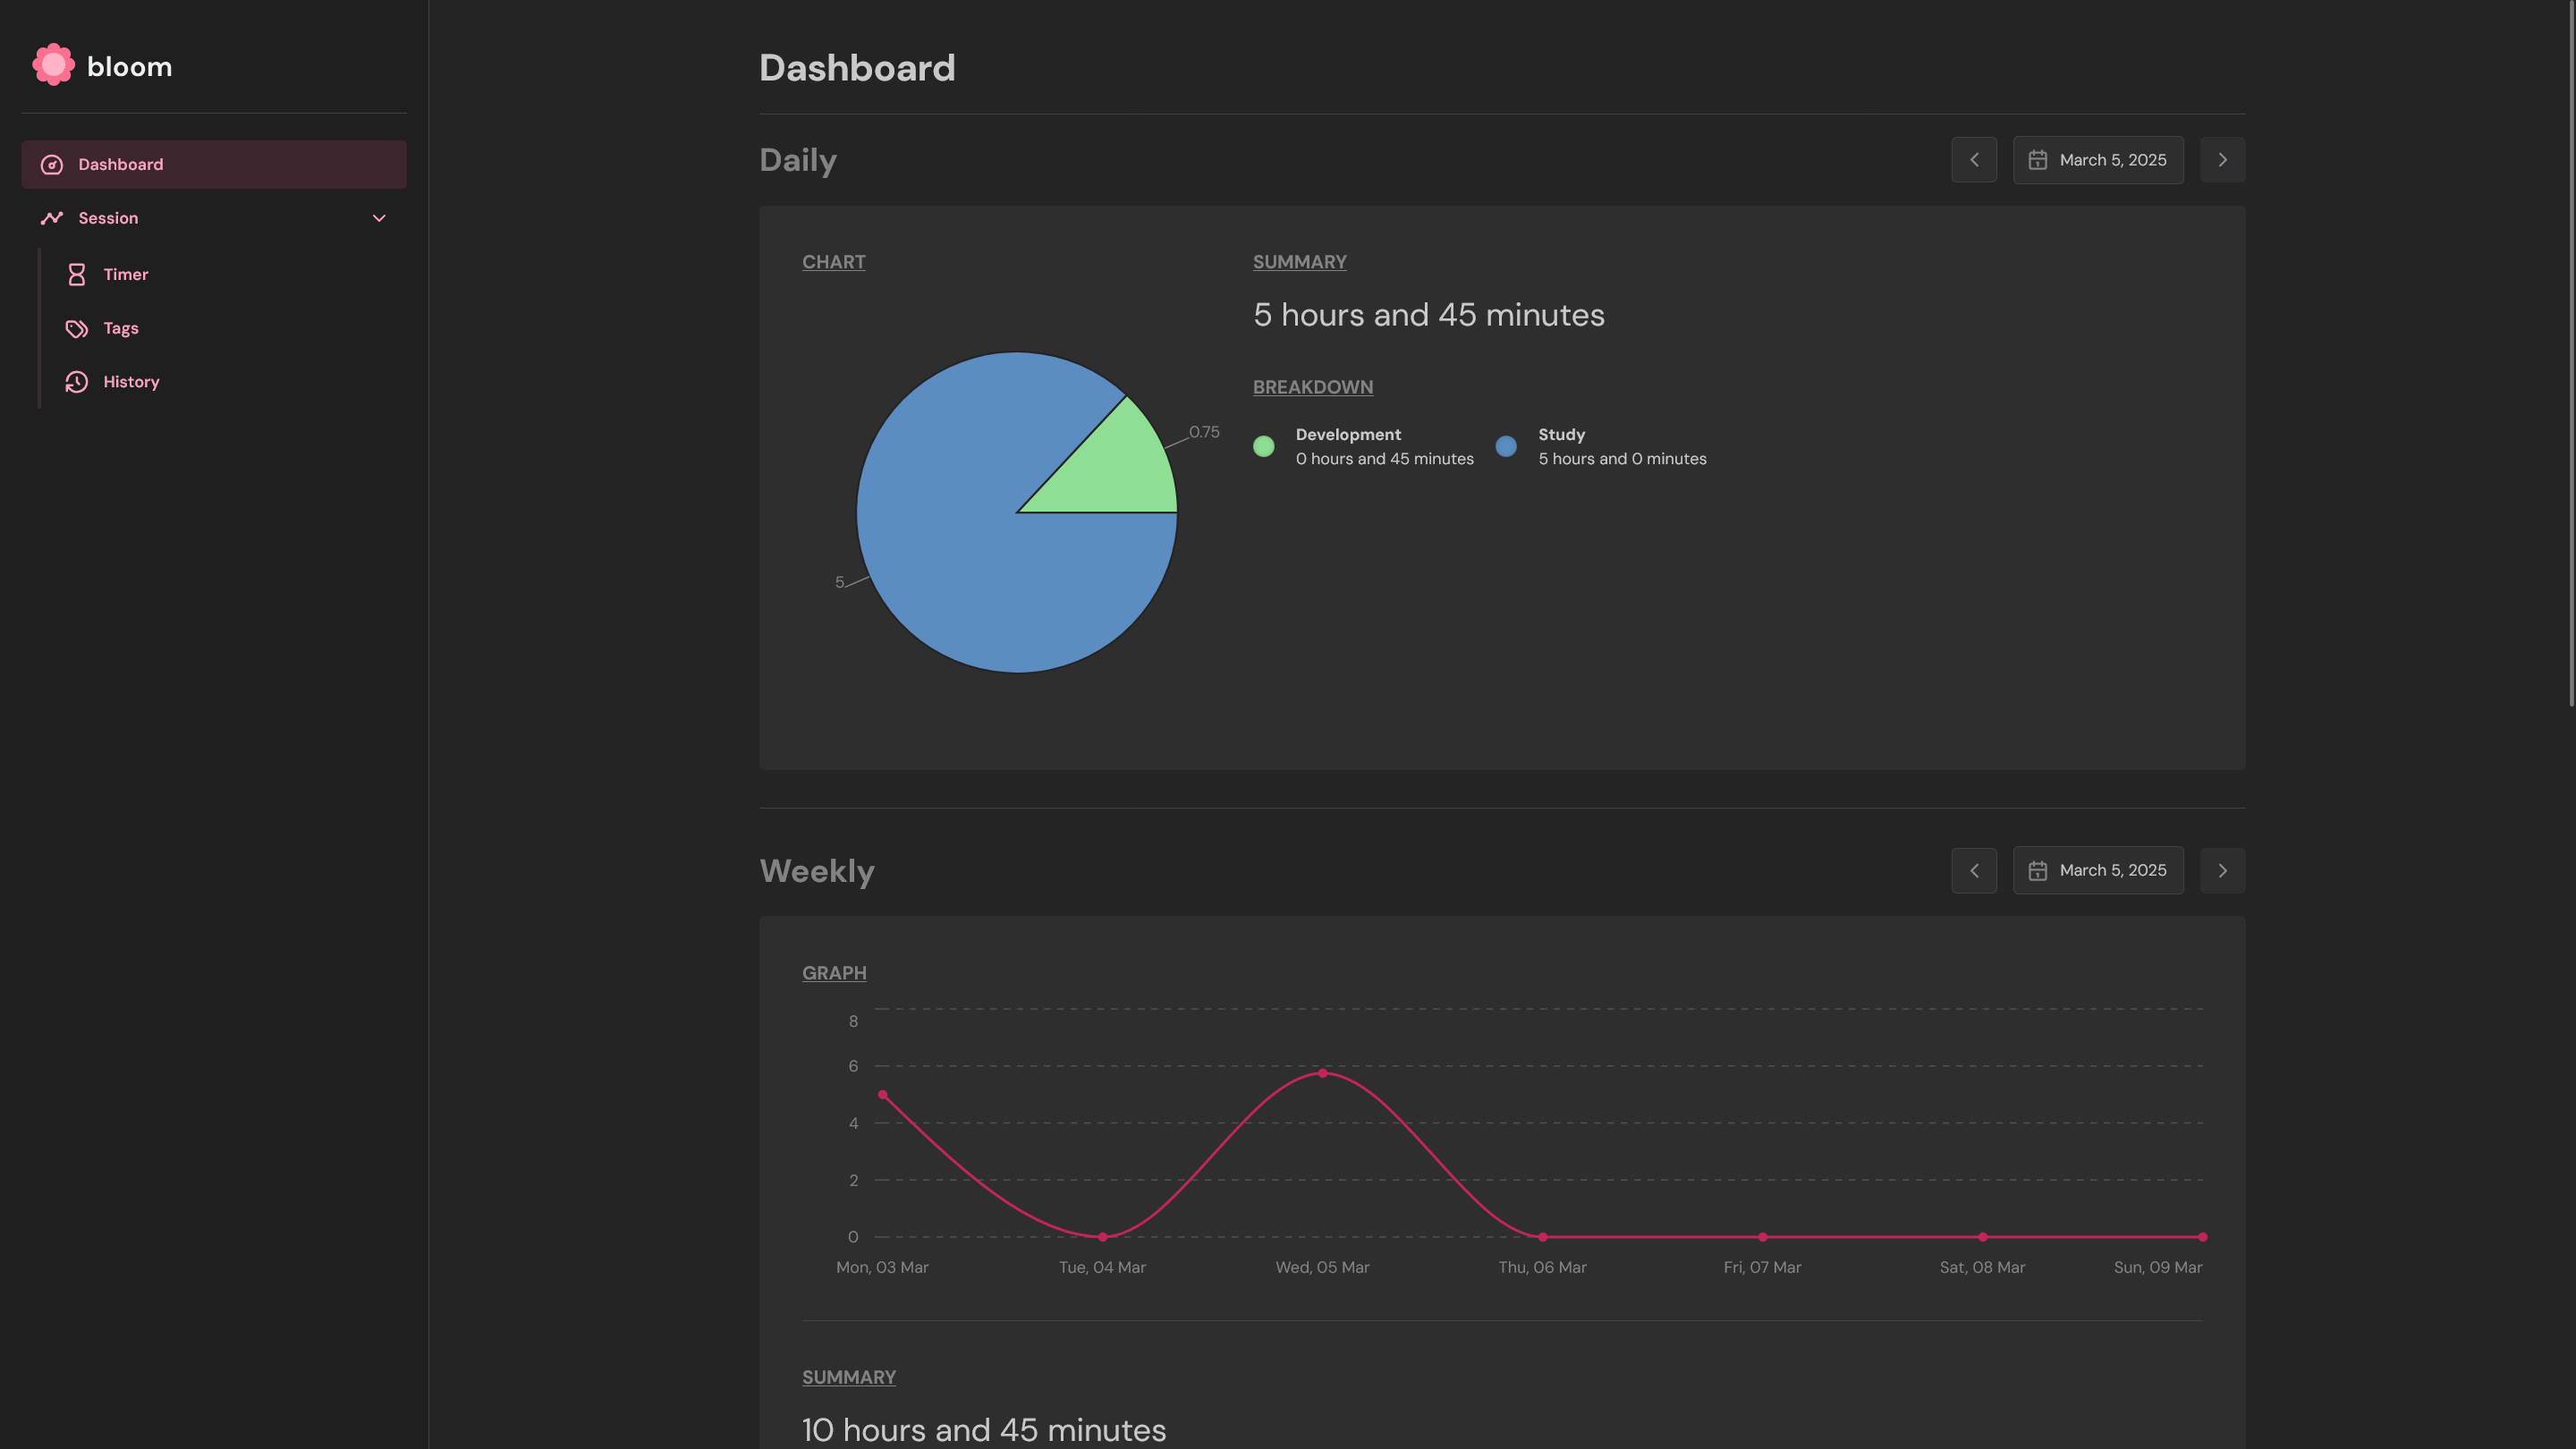 bloom
Dashboard
Session
Timer
Tags
History
Dashboard
Daily
March 5, 2025
CHART
0.75
5
SUMMARY
5 hours and 45 minutes
BREAKDOWN
Development
0 hours and 45 minutes
Study
5 hours and 0 minutes
Weekly
March 5, 2025
GRAPH
8
6
4
2
0
Mon, 03 Mar
Tue, 04 Mar
Wed, 05 Mar
Thu, 06 Mar
Fri, 07 Mar
Sat, 08 Mar
Sun, 09 Mar
SUMMARY
10 hours and 45 minutes